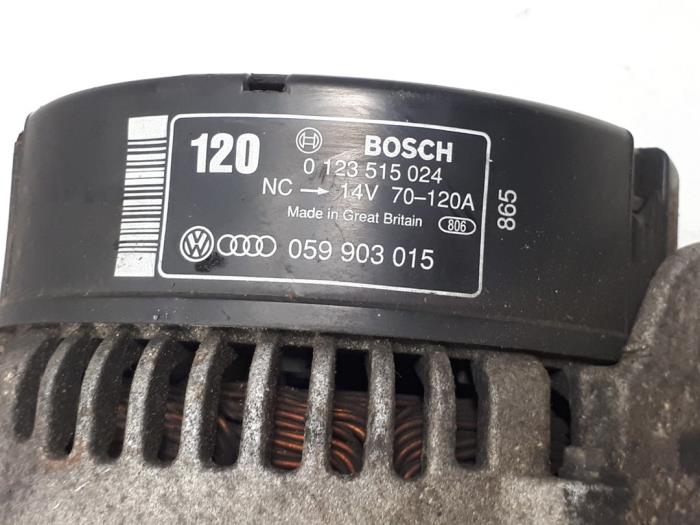 120 BOSCH
0 123 515 024
NC → 14V 70-120A
Made in Great Britain 806
059 903 015
865